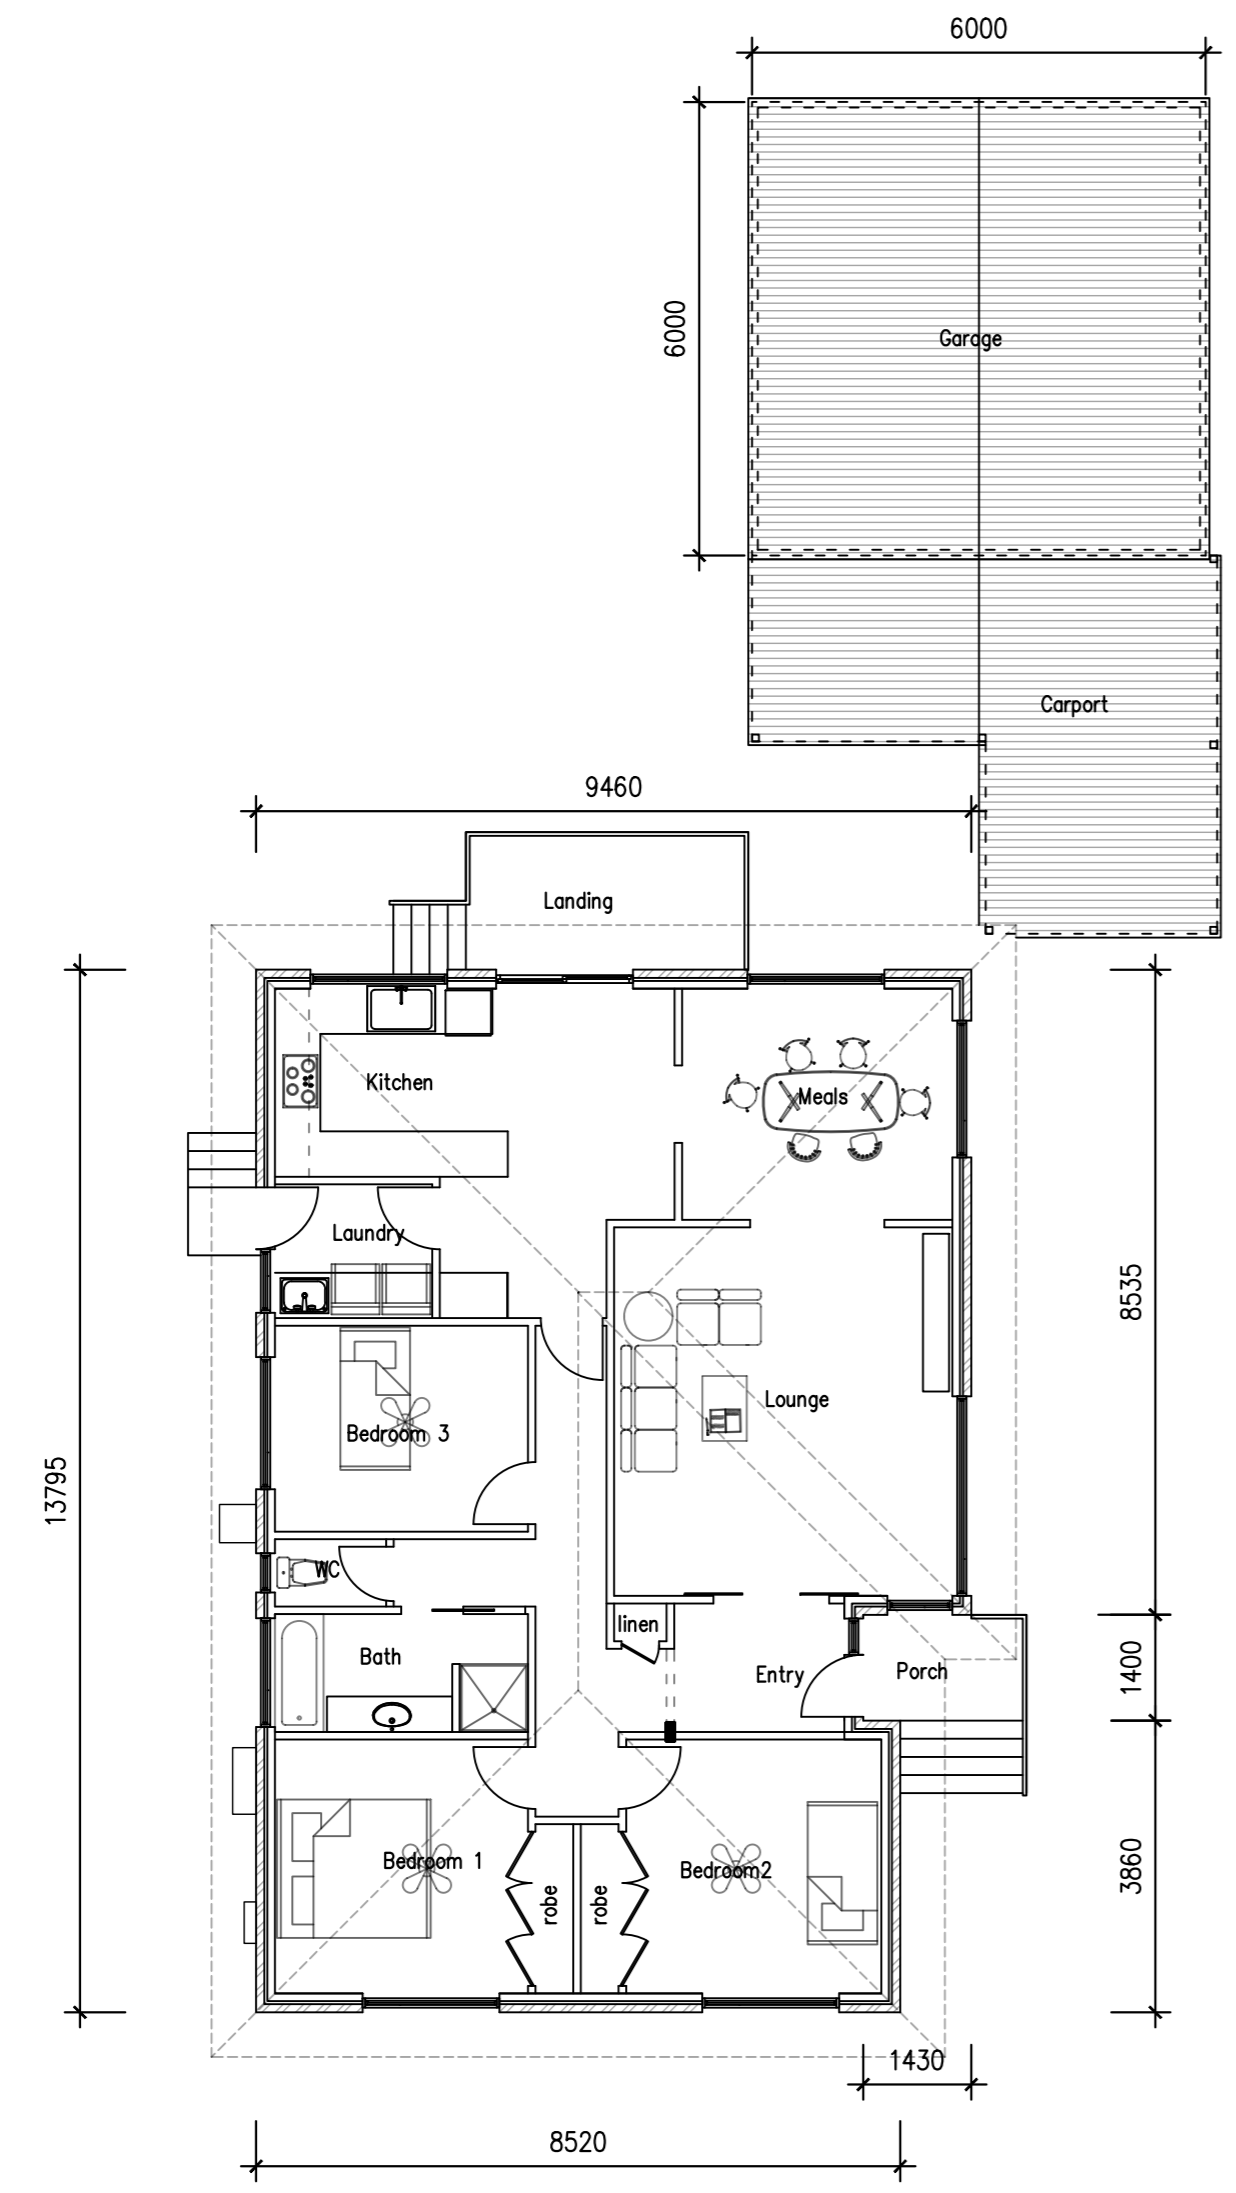 6000
6000
Garage
Carport
9460
Landing
Kitchen
Meals
Laundry
8535
Lounge
Bedroom 3
13795
WC
linen
Bath
Entry
Porch
1400
Bedroom 1
Bedroom2
3860
robe
robe
1430
8520